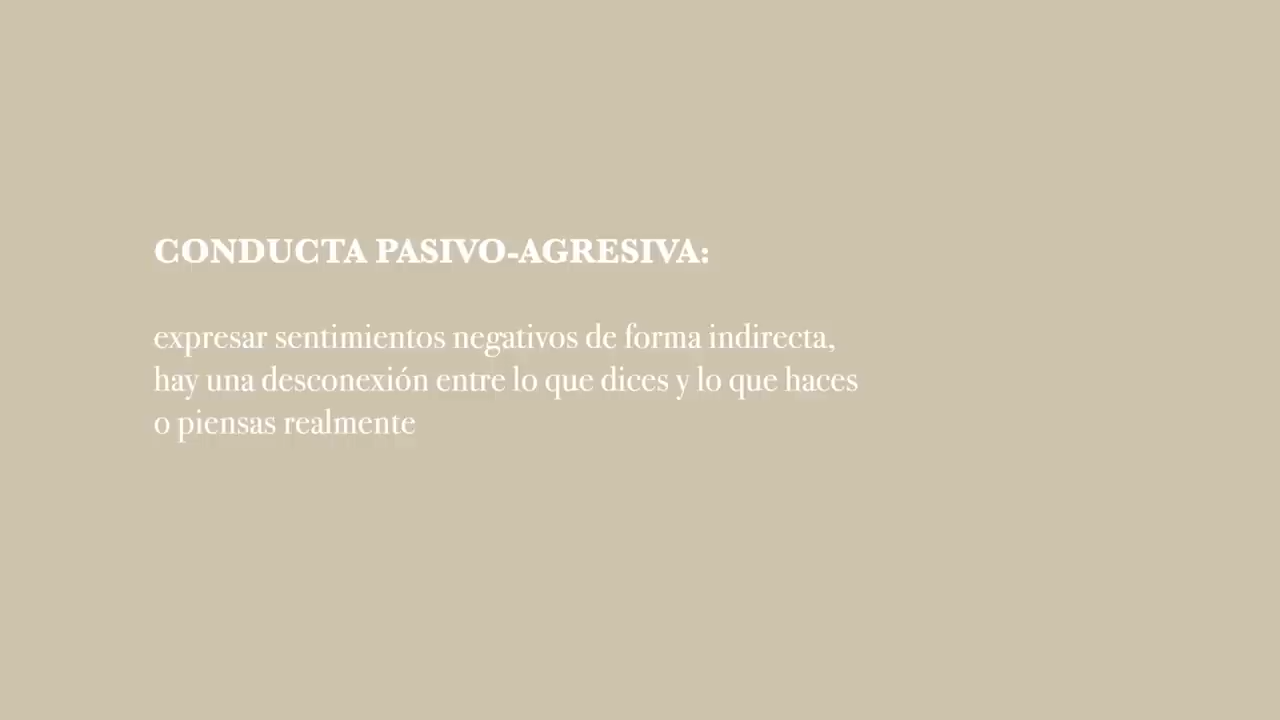 CONDUCTA PASIVO-AGRESIVA:
expresar sentimientos negativos de forma indirecta,
hay una desconexión entre lo que dices y lo que haces
o piensas realmente